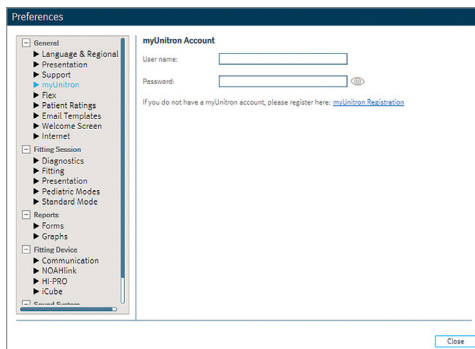 Preferences
General
Language & Regional
Presentation
Support
myUnitron
Flex
Patient Ratings
Email Templates
Welcome Screen
Internet
Fitting Session
Diagnostics
Fitting
Presentation
Pediatric Modes
Standard Mode
Reports
Forms
Graphs
Fitting Device
Communication
NOAHlink
HI-PRO
iCube
Sound System
myUnitron Account
User name:
Password:
If you do not have a myUnitron account, please register here: myUnitron Registration
Close